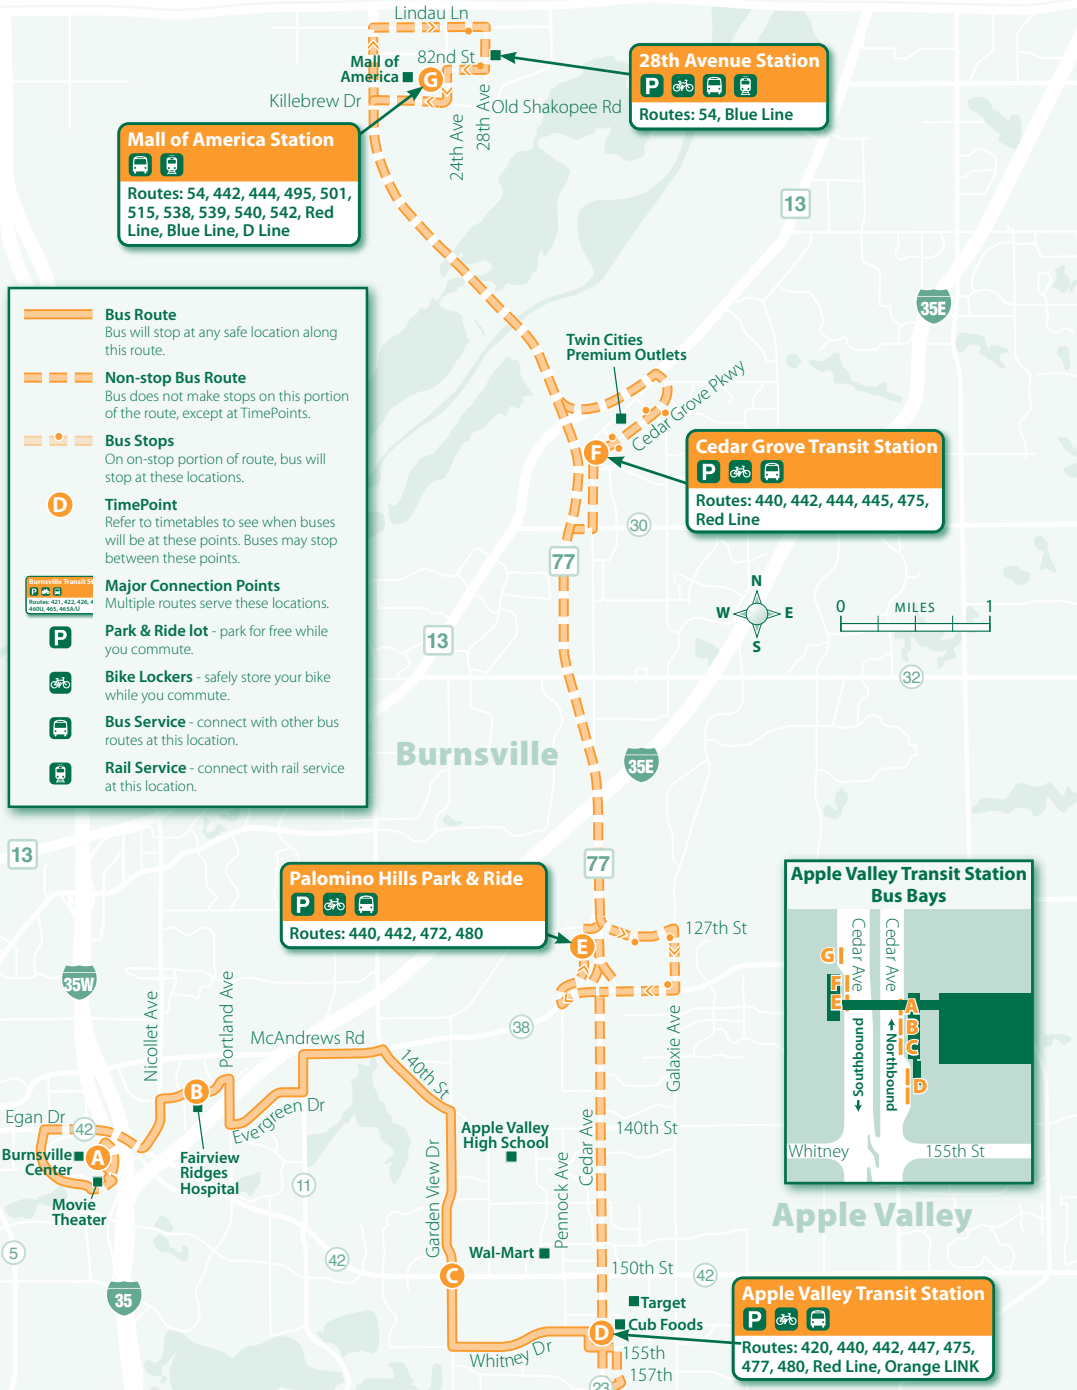 Lindau Ln
82nd St
Mall of
America
G
Killebrew Dr
24th Ave
28th Ave
Old Shakopee Rd
28th Avenue Station
P
Routes: 54, Blue Line
Mall of America Station
Routes: 54, 442, 444, 495, 501,
515, 538, 539, 540, 542, Red
Line, Blue Line, D Line
13
35E
Bus Route
Bus will stop at any safe location along
this route.
Non-stop Bus Route
Bus does not make stops on this portion
of the route, except at TimePoints.
Bus Stops
On on-stop portion of route, bus will
stop at these locations.
D
TimePoint
Refer to timetables to see when buses
will be at these points. Buses may stop
between these points.
Burnsville Transit St
P
Routes: 421, 422, 426, 4
460U, 465, 465A/U
Major Connection Points
Multiple routes serve these locations.
P
Park & Ride lot - park for free while
you commute.
Bike Lockers - safely store your bike
while you commute.
Bus Service - connect with other bus
routes at this location.
Rail Service - connect with rail service
at this location.
Twin Cities
Premium Outlets
Cedar Grove Pkwy
F
Cedar Grove Transit Station
P
Routes: 440, 442, 444, 445, 475,
Red Line
30
77
N
W E
S
0 MILES 1
13
32
Burnsville
35E
13
77
Palomino Hills Park & Ride
P
Routes: 440, 442, 472, 480
E
127th St
Galaxie Ave
38
35W
Nicollet Ave
Portland Ave
McAndrews Rd
140th St
B
Evergreen Dr
Egan Dr
42
Burnsville
Center
A
Movie
Theater
Fairview
Ridges
Hospital
11
Apple Valley
High School
Garden View Dr
Pennock Ave
Cedar Ave
140th St
5
42
35
Wal-Mart
C
150th St
42
Target
Cub Foods
D
Whitney Dr
155th
157th
23
Apple Valley Transit Station
Bus Bays
Cedar Ave
Cedar Ave
G
F
E
A
B
C
D
Southbound
Northbound
Whitney
155th St
Apple Valley
Apple Valley Transit Station
P
Routes: 420, 440, 442, 447, 475,
477, 480, Red Line, Orange LINK